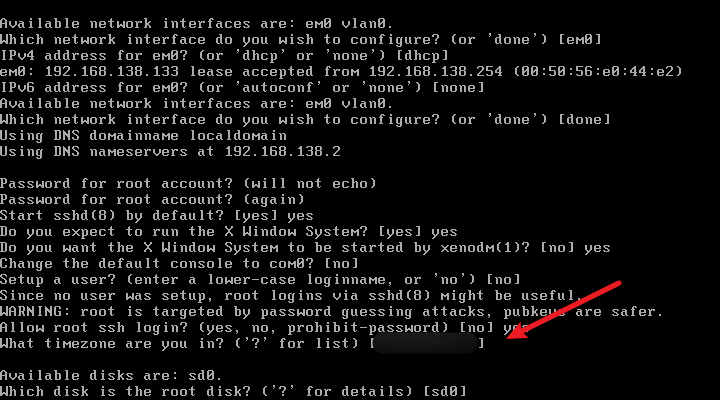 Available network interfaces are: em0 vlan0.
Which network interface do you wish to configure? (or 'done') [em0]
IPv4 address for em0? (or 'dhcp' or 'none') [dhcp]
em0: 192.168.138.133 lease accepted from 192.168.138.254 (00:50:56:e0:44:e2)
IPv6 address for em0? (or 'autoconf' or 'none') [none]
Available network interfaces are: em0 vlan0.
Which network interface do you wish to configure? (or 'done') [done]
Using DNS domainname localdomain
Using DNS nameservers at 192.168.138.2
Password for root account? (will not echo)
Password for root account? (again)
Start sshd(8) by default? [yes] yes
Do you expect to run the X Window System? [yes] yes
Do you want the X Window System to be started by xenodm(1)? [no] yes
Change the default console to com0? [no]
Setup a user? (enter a lower-case loginname, or 'no') [no]
Since no user was setup, root logins via sshd(8) might be useful.
WARNING: root is targeted by password guessing attacks, pubkeys are safer.
Allow root ssh login? (yes, no, prohibit-password) [no] yes
What timezone are you in? ('?' for list) [ ]
Available disks are: sd0.
Which disk is the root disk? ('?' for details) [sd0]